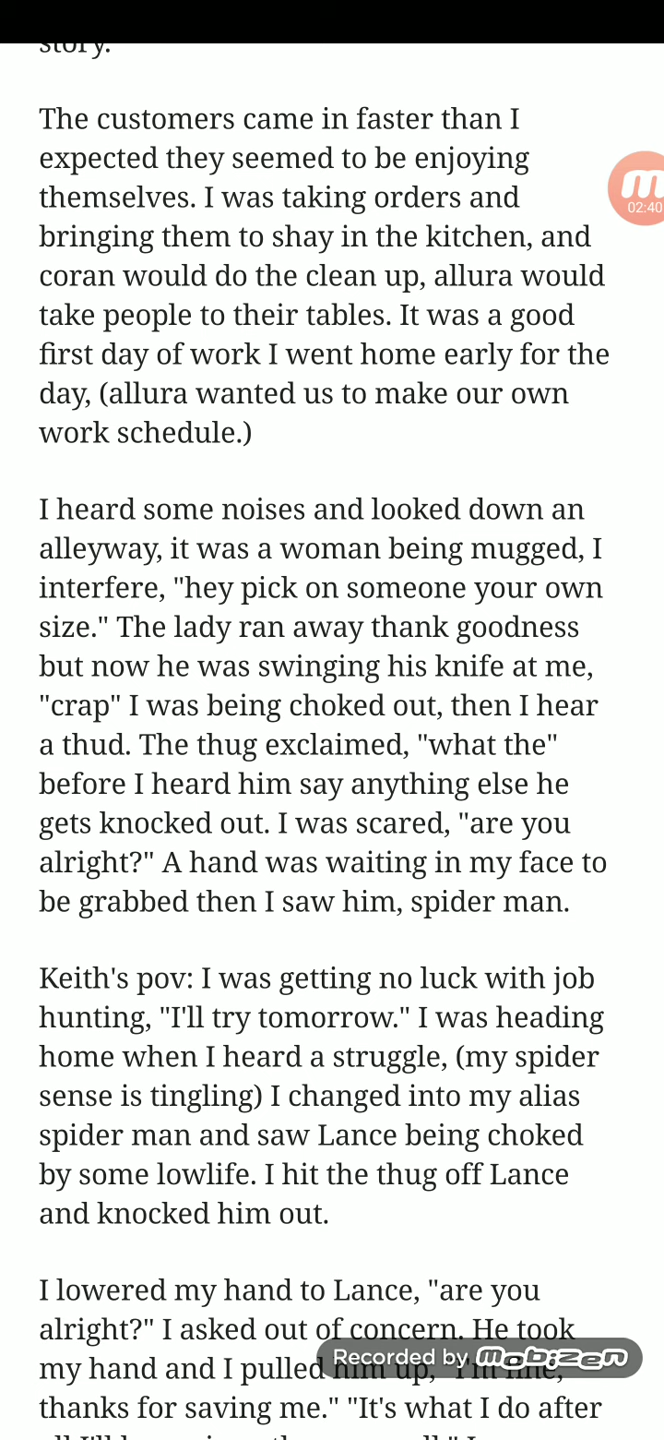 story.
The customers came in faster than I
expected they seemed to be enjoying
themselves. I was taking orders and
bringing them to shay in the kitchen, and
coran would do the clean up, allura would
take people to their tables. It was a good
first day of work I went home early for the
day, (allura wanted us to make our own
work schedule.)
I heard some noises and looked down an
alleyway, it was a woman being mugged, I
interfere, "hey pick on someone your own
size." The lady ran away thank goodness
but now he was swinging his knife at me,
"crap" I was being choked out, then I hear
a thud. The thug exclaimed, "what the"
before I heard him say anything else he
gets knocked out. I was scared, "are you
alright?" A hand was waiting in my face to
be grabbed then I saw him, spider man.
Keith's pov: I was getting no luck with job
hunting, "I'll try tomorrow." I was heading
home when I heard a struggle, (my spider
sense is tingling) I changed into my alias
spider man and saw Lance being choked
by some lowlife. I hit the thug off Lance
and knocked him out.
I lowered my hand to Lance, "are you
alright?" I asked out of concern. He took
my hand and I pulled him up, "I'm fine,
thanks for saving me." "It's what I do after
02:40
Recorded by mobizen